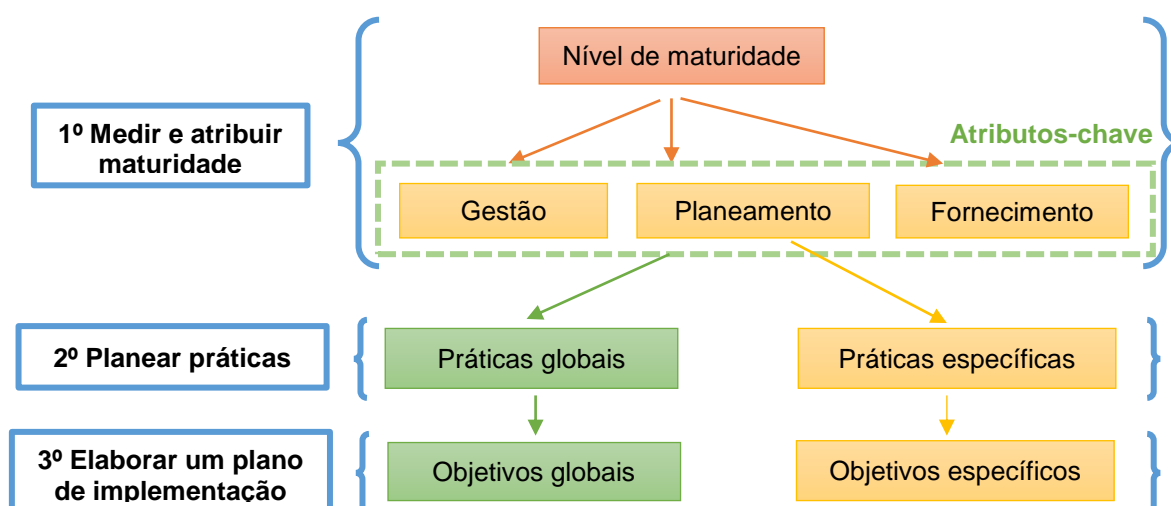 Nível de maturidade
1º Medir e atribuir
maturidade
Atributos-chave
Gestão
Planeamento
Fornecimento
2º Planear práticas
Práticas globais
Práticas específicas
3º Elaborar um plano
de implementação
Objetivos globais
Objetivos específicos